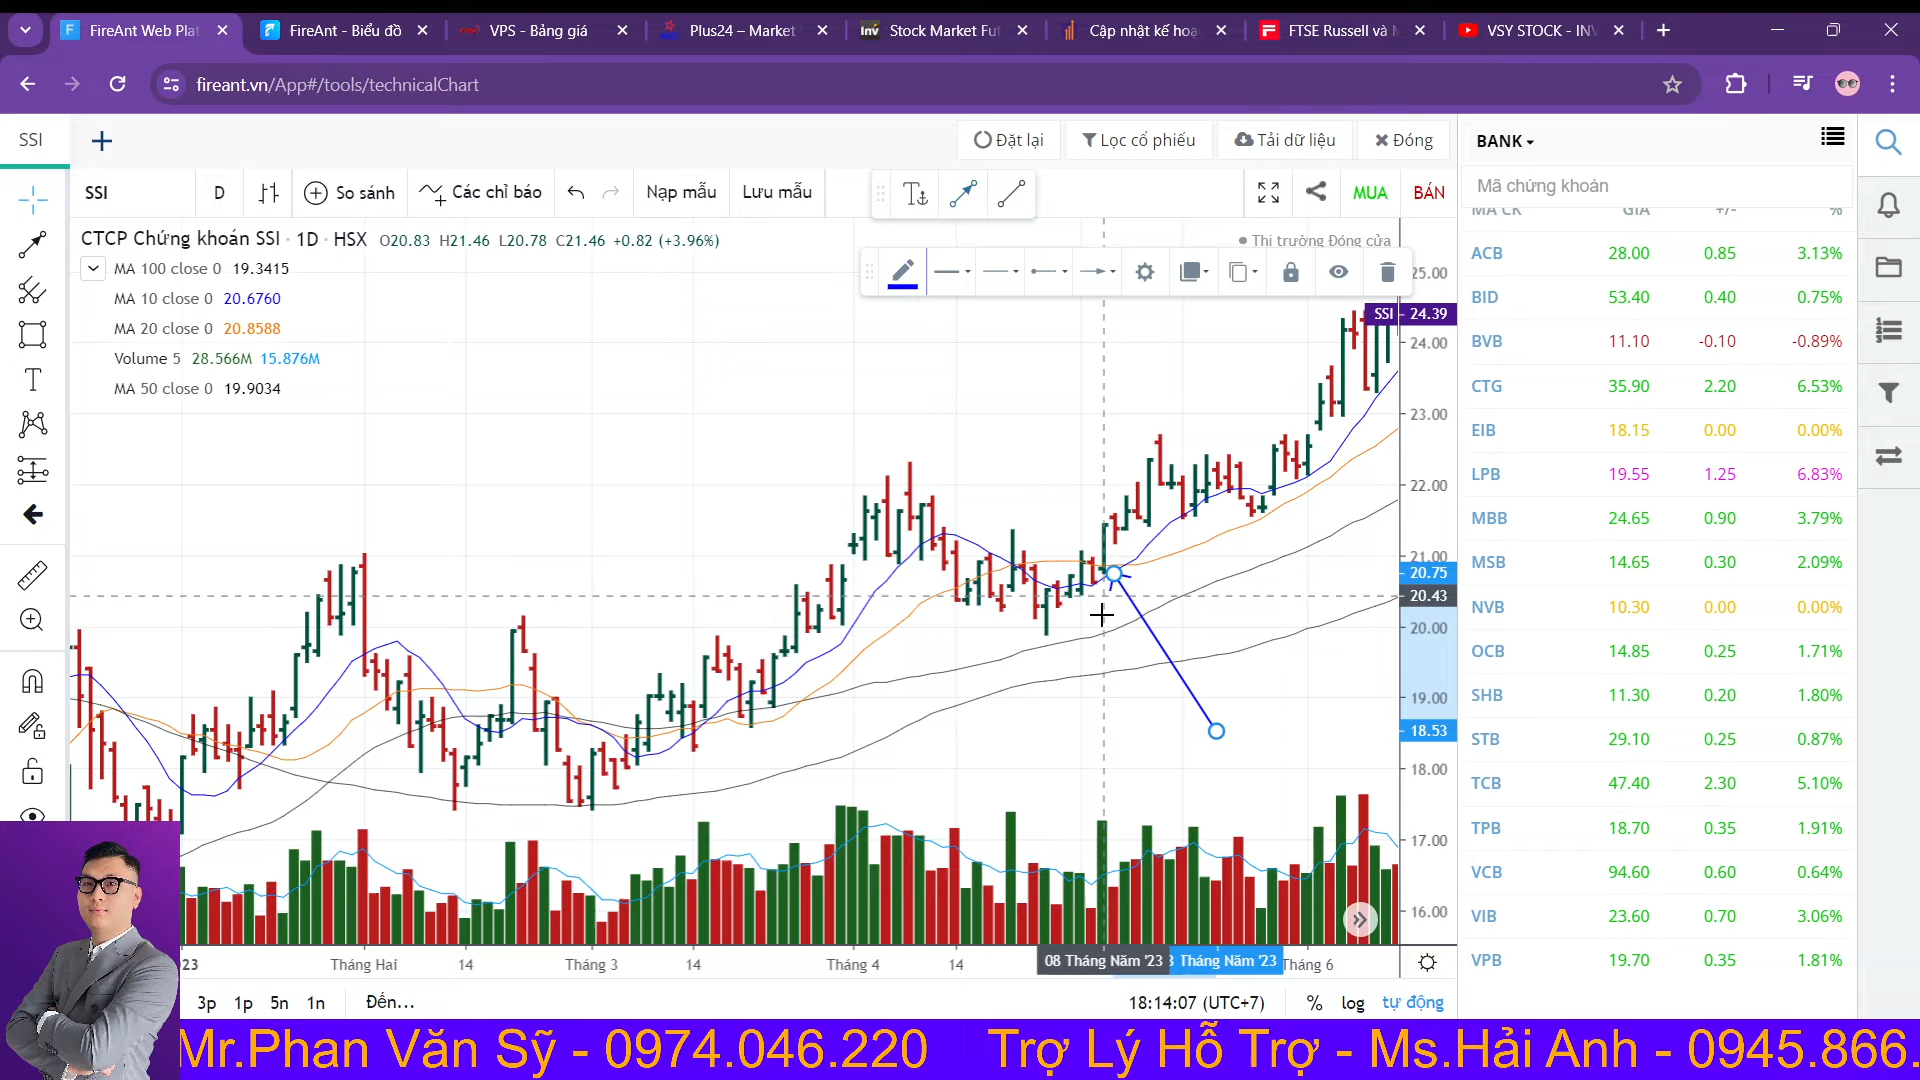 FireAnt Web Plat
FireAnt - Biểu đồ
VPS - Bảng giá
Plus24 – Market
Stock Market Fut
Cập nhật kế hoạ
FTSE Russell và M
VSY STOCK - INV
fireant.vn/App#/tools/technicalChart
SSI
Đặt lại
Lọc cổ phiếu
Tải dữ liệu
Đóng
BANK
SSI
D
So sánh
Các chỉ báo
Nạp mẫu
Lưu mẫu
MUA
BÁN
Mã chứng khoán
MÃ CK GIÁ +/- %
CTCP Chứng khoán SSI · 1D · HSX O20.83 H21.46 L20.78 C21.46 +0.82 (+3.96%)
Thị trường Đóng cửa
MA 100 close 0 19.3415
MA 10 close 0 20.6760
MA 20 close 0 20.8588
Volume 5 28.566M 15.876M
MA 50 close 0 19.9034
25.00
SSI 24.39
24.00
23.00
22.00
21.00
20.75
20.43
20.00
19.00
18.53
18.00
17.00
16.00
ACB 28.00 0.85 3.13%
BID 53.40 0.40 0.75%
BVB 11.10 -0.10 -0.89%
CTG 35.90 2.20 6.53%
EIB 18.15 0.00 0.00%
LPB 19.55 1.25 6.83%
MBB 24.65 0.90 3.79%
MSB 14.65 0.30 2.09%
NVB 10.30 0.00 0.00%
OCB 14.85 0.25 1.71%
SHB 11.30 0.20 1.80%
STB 29.10 0.25 0.87%
TCB 47.40 2.30 5.10%
TPB 18.70 0.35 1.91%
VCB 94.60 0.60 0.64%
VIB 23.60 0.70 3.06%
VPB 19.70 0.35 1.81%
23 Tháng Hai 14 Tháng 3 14 Tháng 4 14 08 Tháng Năm '23 3 Tháng Năm '23 Tháng 6
3p 1p 5n 1n Đến... 18:14:07 (UTC+7) % log tự động
Mr.Phan Văn Sỹ - 0974.046.220 Trợ Lý Hỗ Trợ - Ms.Hải Anh - 0945.866.